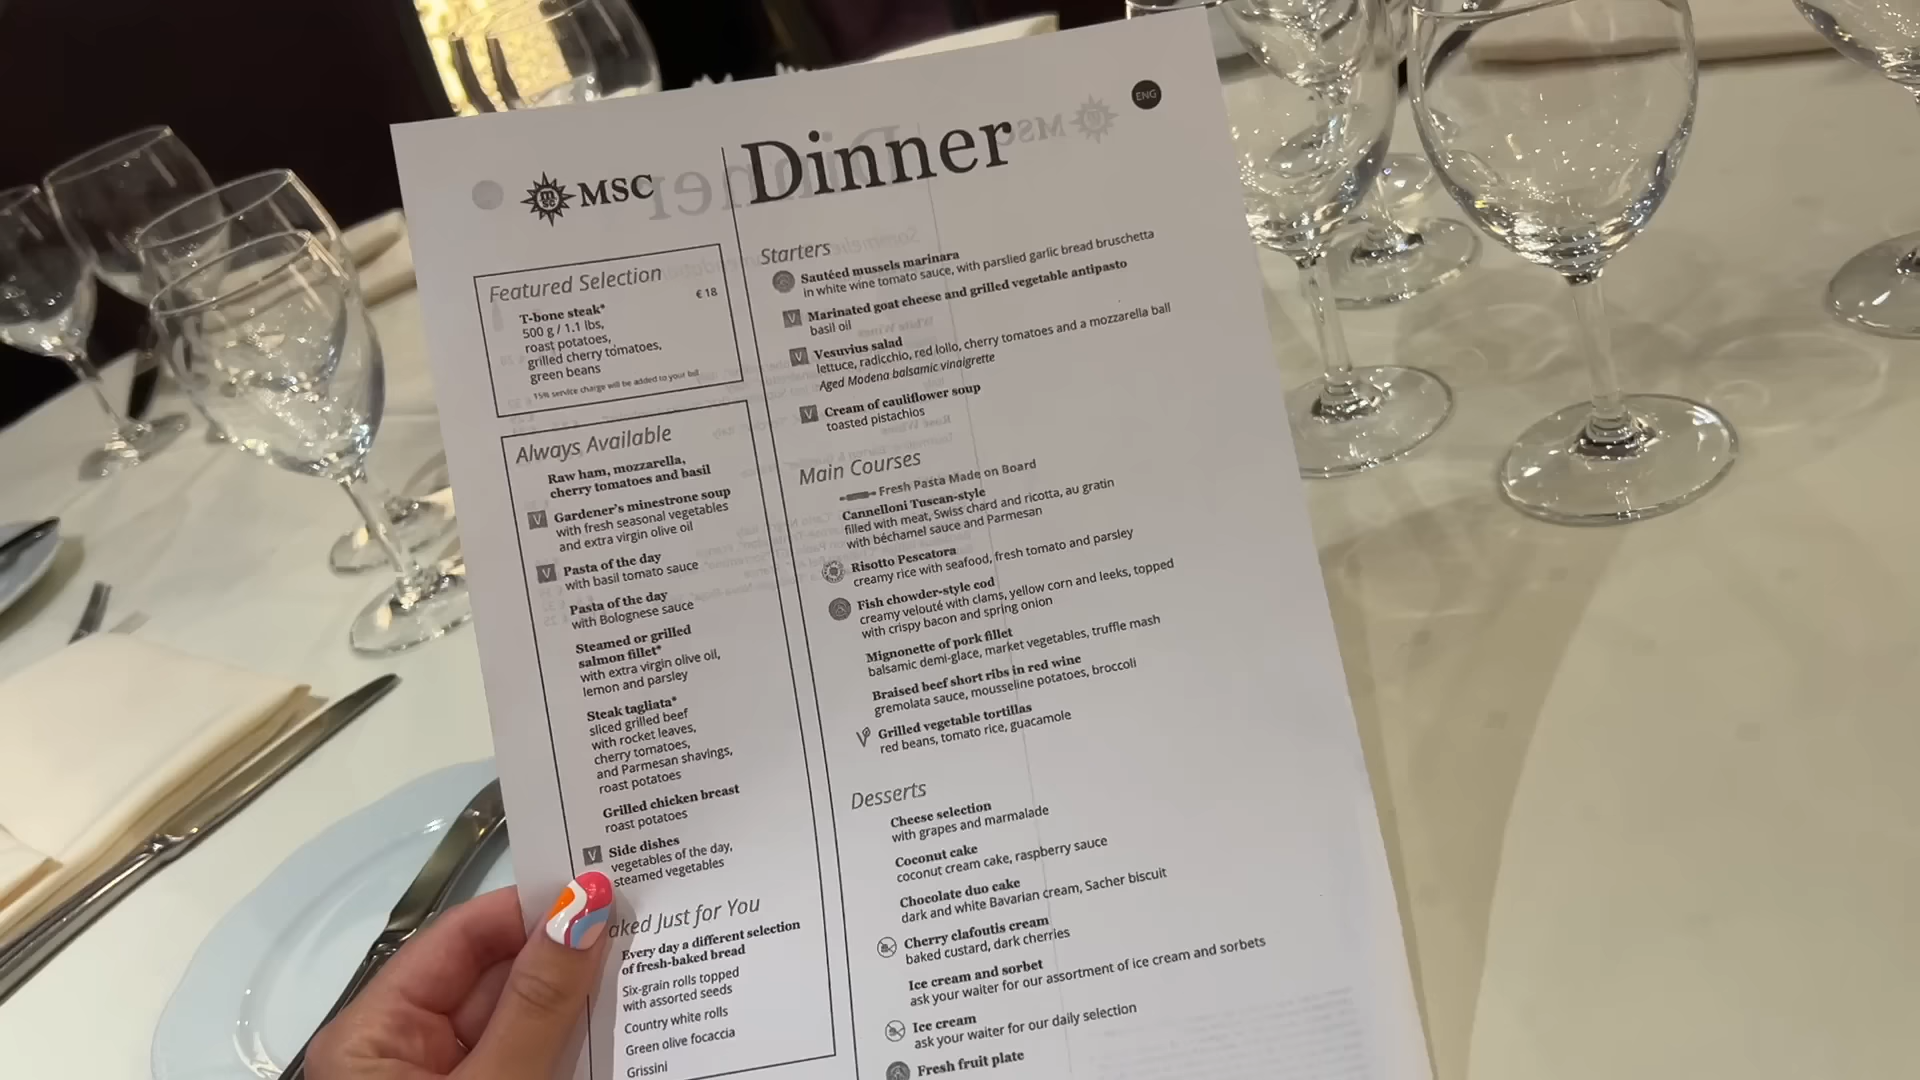 MSC
Dinner
ENG
Featured Selection
T-bone steak*
€ 18
500 g / 1.1 lbs,
roast potatoes,
grilled cherry tomatoes,
green beans
15% service charge will be added to your bill
Always Available
Raw ham, mozzarella,
cherry tomatoes and basil
V Gardener's minestrone soup
with fresh seasonal vegetables
and extra virgin olive oil
V Pasta of the day
with basil tomato sauce
Pasta of the day
with Bolognese sauce
Steamed or grilled
salmon fillet*
with extra virgin olive oil,
lemon and parsley
Steak tagliata*
sliced grilled beef
with rocket leaves,
cherry tomatoes,
and Parmesan shavings,
roast potatoes
Grilled chicken breast
roast potatoes
V Side dishes
vegetables of the day,
steamed vegetables
aked Just for You
Every day a different selection
of fresh-baked bread
Six-grain rolls topped
with assorted seeds
Country white rolls
Green olive focaccia
Grissini
Starters
Sautéed mussels marinara
in white wine tomato sauce, with parslied garlic bread bruschetta
V Marinated goat cheese and grilled vegetable antipasto
basil oil
V Vesuvius salad
lettuce, radicchio, red lollo, cherry tomatoes and a mozzarella ball
Aged Modena balsamic vinaigrette
V Cream of cauliflower soup
toasted pistachios
Main Courses
Fresh Pasta Made on Board
Cannelloni Tuscan-style
filled with meat, Swiss chard and ricotta, au gratin
with béchamel sauce and Parmesan
Risotto Pescatora
creamy rice with seafood, fresh tomato and parsley
Fish chowder-style cod
creamy velouté with clams, yellow corn and leeks, topped
with crispy bacon and spring onion
Mignonette of pork fillet
balsamic demi-glace, market vegetables, truffle mash
Braised beef short ribs in red wine
gremolata sauce, mousseline potatoes, broccoli
Grilled vegetable tortillas
red beans, tomato rice, guacamole
Desserts
Cheese selection
with grapes and marmalade
Coconut cake
coconut cream cake, raspberry sauce
Chocolate duo cake
dark and white Bavarian cream, Sacher biscuit
Cherry clafoutis cream
baked custard, dark cherries
Ice cream and sorbet
ask your waiter for our assortment of ice cream and sorbets
Ice cream
ask your waiter for our daily selection
Fresh fruit plate